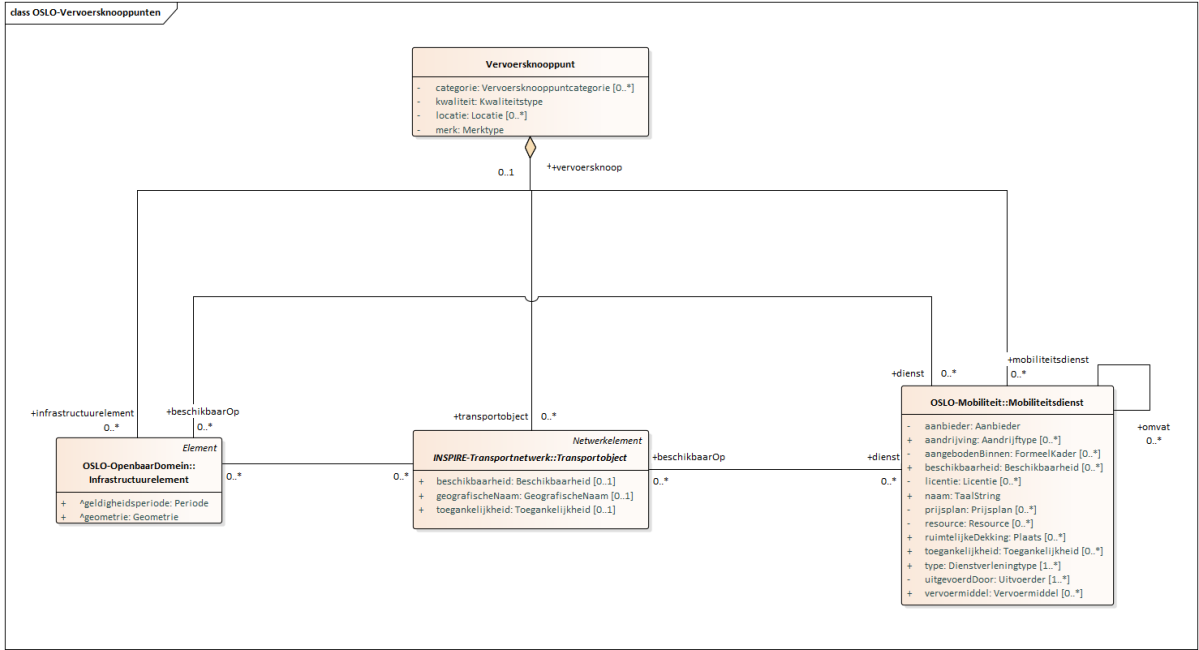 class OSLO-Vervoersknooppunten
Vervoersknooppunt
- categorie: Vervoersknooppuntcategorie [0..*]
- kwaliteit: Kwaliteitstype
- locatie: Locatie [0..*]
- merk: Merktype
0..1
++vervoersknoop
+infrastructuurelement
0..*
+beschikbaarOp
0..*
+transportobject
0..*
+dienst
0..*
+mobiliteitsdienst
0..*
+omvat
0..*
Element
OSLO-OpenbaarDomein::
Infrastructuurelement
+ ^geldigheidsperiode: Periode
+ ^geometrie: Geometrie
0..*
0..*
Netwerkelement
INSPIRE-Transportnetwerk::Transportobject
+ beschikbaarheid: Beschikbaarheid [0..1]
+ geografischeNaam: GeografischeNaam [0..1]
+ toegankelijkheid: Toegankelijkheid [0..1]
+beschikbaarOp
0..*
+dienst
0..*
OSLO-Mobiliteit::Mobiliteitsdienst
- aanbieder: Aanbieder
+ aandrijving: Aandrijftype [0..*]
- aangebodenBinnen: FormeelKader [0..*]
+ beschikbaarheid: Beschikbaarheid [0..*]
- licentie: Licentie [0..*]
+ naam: TaalString
- prijsplan: Prijsplan [0..*]
- resource: Resource [0..*]
+ ruimtelijkeDekking: Plaats [0..*]
+ toegankelijkheid: Toegankelijkheid [0..*]
+ type: Dienstverleningtype [1..*]
- uitgevoerdDoor: Uitvoerder [1..*]
+ vervoermiddel: Vervoermiddel [0..*]